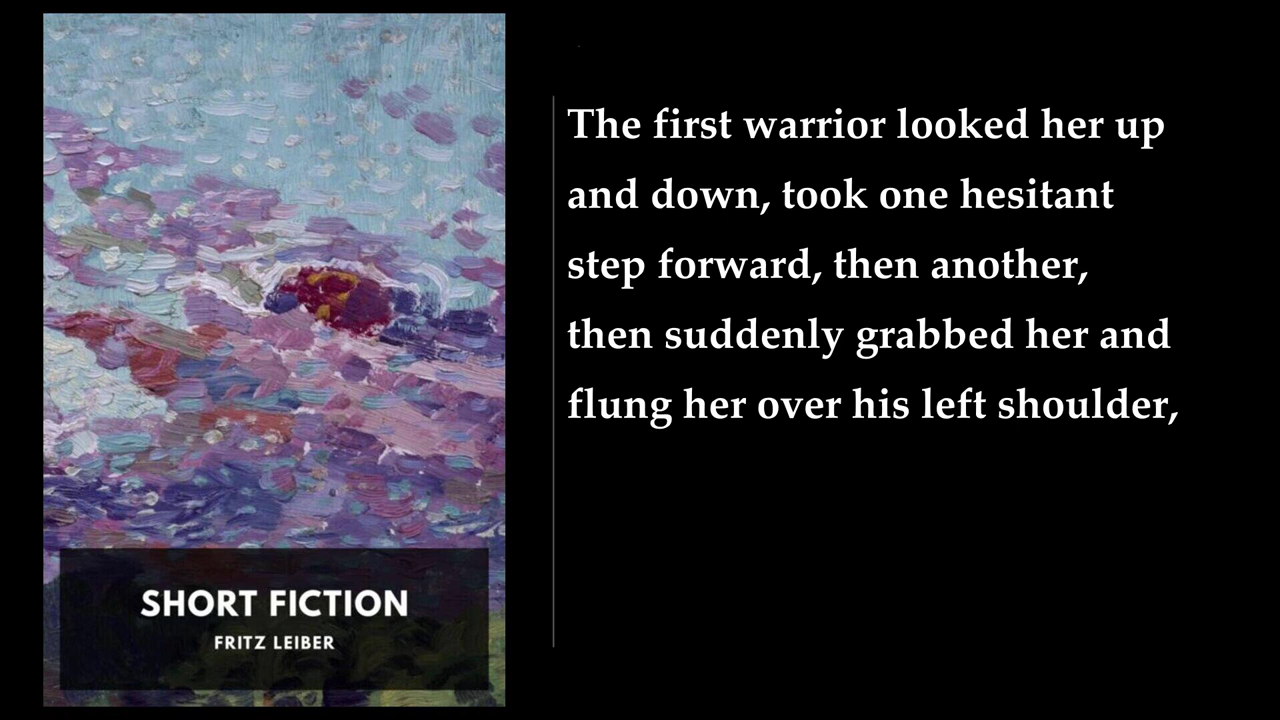 The first warrior looked her up
and down, took one hesitant
step forward, then another,
then suddenly grabbed her and
flung her over his left shoulder,
SHORT FICTION
FRITZ LEIBER